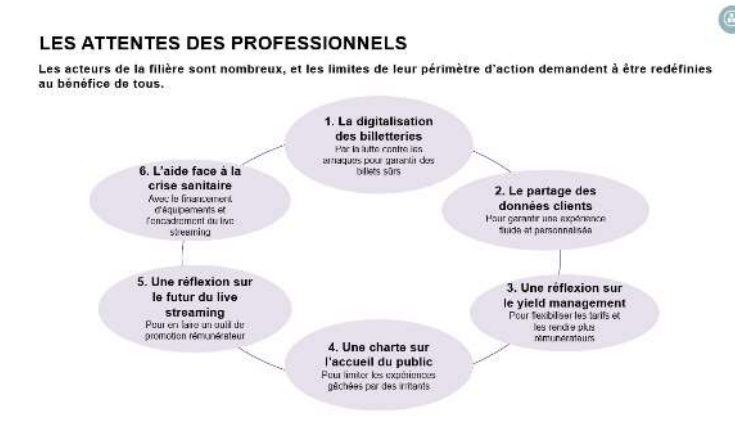 LES ATTENTES DES PROFESSIONNELS
Les acteurs de la filière sont nombreux, et les limites de leur périmètre d'action demandent à être redéfinies
au bénéfice de tous.
1. La digitalisation
des billetteries
Par la lutte contre les
arnaques pour garantir des
billets sûrs
2. Le partage des
données clients
Pour garantir une expérience
fluide et personnalisée
3. Une réflexion sur
le yield management
Pour flexibiliser les tarifs et
les rendre plus
rémunérateurs
4. Une charte sur
l'accueil du public
Pour limiter les expériences
gâchées par des irritants
5. Une réflexion sur
le futur du live
streaming
Pour en faire un outil de
promotion rémunérateur
6. L'aide face à la
crise sanitaire
Avec le financement
d'équipements et
l'encadrement du live
streaming